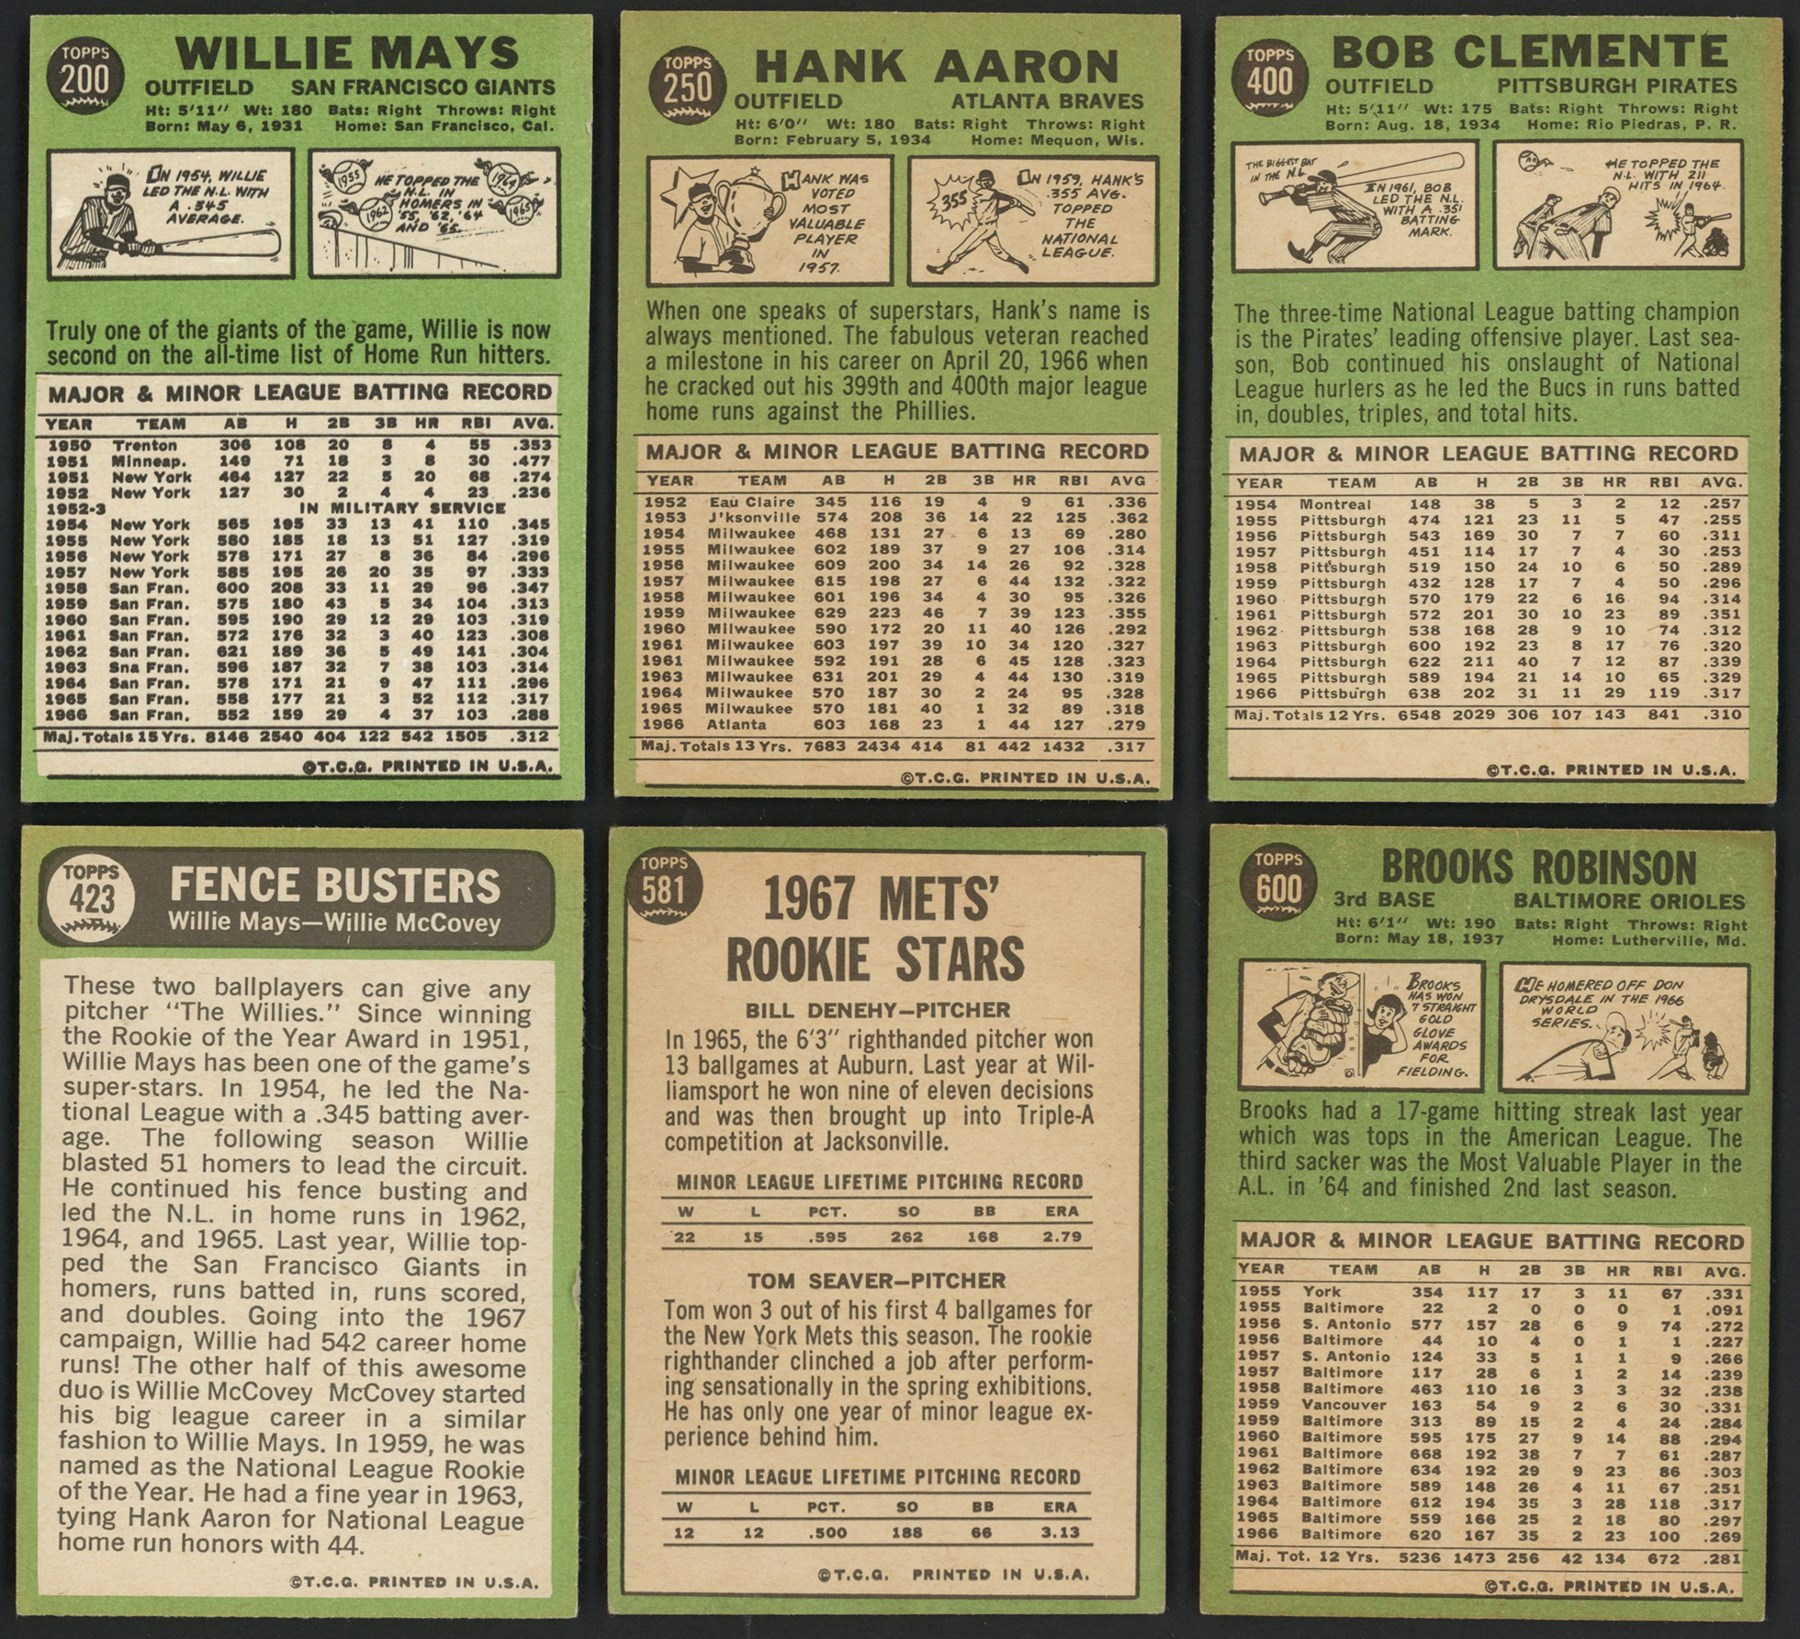 TOPPS
200
WILLIE MAYS
OUTFIELD SAN FRANCISCO GIANTS
Ht: 5'11" Wt: 180 Bats: Right Throws: Right
Born: May 6, 1931 Home: San Francisco, Cal.
IN 1954, WILLIE
LED THE N.L. WITH
A .345
AVERAGE.
1955
1964
1962
1965
HE TOPPED THE
N.L. IN
HOMERS IN
'55, '62, '64
AND '65.
Truly one of the giants of the game, Willie is now
second on the all-time list of Home Run hitters.
MAJOR & MINOR LEAGUE BATTING RECORD
YEAR TEAM AB H 2B 3B HR RBI AVG.
1950 Trenton 306 108 20 8 4 55 .353
1951 Minneap. 149 71 18 3 8 30 .477
1951 New York 464 127 22 5 20 68 .274
1952 New York 127 30 2 4 4 23 .236
1952-3 IN MILITARY SERVICE
1954 New York 565 195 33 13 41 110 .345
1955 New York 580 185 18 13 51 127 .319
1956 New York 578 171 27 8 36 84 .296
1957 New York 585 195 26 20 35 97 .333
1958 San Fran. 600 208 33 11 29 96 .347
1959 San Fran. 575 180 43 5 34 104 .313
1960 San Fran. 595 190 29 12 29 103 .319
1961 San Fran. 572 176 32 3 40 123 .308
1962 San Fran. 621 189 36 5 49 141 .304
1963 Sna Fran. 596 187 32 7 38 103 .314
1964 San Fran. 578 171 21 9 47 111 .296
1965 San Fran. 558 177 21 3 52 112 .317
1966 San Fran. 552 159 29 4 37 103 .288
Maj. Totals 15 Yrs. 8146 2540 404 122 542 1505 .312
©T.C.G. PRINTED IN U.S.A.
TOPPS
250
HANK AARON
OUTFIELD ATLANTA BRAVES
Ht: 6'0" Wt: 180 Bats: Right Throws: Right
Born: February 5, 1934 Home: Mequon, Wis.
HANK WAS
VOTED
MOST
VALUABLE
PLAYER
IN
1957.
355
IN 1959, HANK'S
.355 AVG.
TOPPED
THE
NATIONAL
LEAGUE.
When one speaks of superstars, Hank's name is
always mentioned. The fabulous veteran reached
a milestone in his career on April 20, 1966 when
he cracked out his 399th and 400th major league
home runs against the Phillies.
MAJOR & MINOR LEAGUE BATTING RECORD
YEAR TEAM AB H 2B 3B HR RBI AVG
1952 Eau Claire 345 116 19 4 9 61 .336
1953 J'ksonville 574 208 36 14 22 125 .362
1954 Milwaukee 468 131 27 6 13 69 .280
1955 Milwaukee 602 189 37 9 27 106 .314
1956 Milwaukee 609 200 34 14 26 92 .328
1957 Milwaukee 615 198 27 6 44 132 .322
1958 Milwaukee 601 196 34 4 30 95 .326
1959 Milwaukee 629 223 46 7 39 123 .355
1960 Milwaukee 590 172 20 11 40 126 .292
1961 Milwaukee 603 197 39 10 34 120 .327
1961 Milwaukee 592 191 28 6 45 128 .323
1963 Milwaukee 631 201 29 4 44 130 .319
1964 Milwaukee 570 187 30 2 24 95 .328
1965 Milwaukee 570 181 40 1 32 89 .318
1966 Atlanta 603 168 23 1 44 127 .279
Maj. Totals 13 Yrs. 7683 2434 414 81 442 1432 .317
©T.C.G. PRINTED IN U.S.A.
TOPPS
400
BOB CLEMENTE
OUTFIELD PITTSBURGH PIRATES
Ht: 5'11" Wt: 175 Bats: Right Throws: Right
Born: Aug. 18, 1934 Home: Rio Piedras, P. R.
THE BIGGEST BAT
IN THE N.L.
IN 1961, BOB
LED THE N.L.
WITH A .351
BATTING
MARK.
HE TOPPED THE
N.L. WITH 211
HITS IN 1964.
The three-time National League batting champion
is the Pirates' leading offensive player. Last sea-
son, Bob continued his onslaught of National
League hurlers as he led the Bucs in runs batted
in, doubles, triples, and total hits.
MAJOR & MINOR LEAGUE BATTING RECORD
YEAR TEAM AB H 2B 3B HR RBI AVG.
1954 Montreal 148 38 5 3 2 12 .257
1955 Pittsburgh 474 121 23 11 5 47 .255
1956 Pittsburgh 543 169 30 7 7 60 .311
1957 Pittsburgh 451 114 17 7 4 30 .253
1958 Pittsburgh 519 150 24 10 6 50 .289
1959 Pittsburgh 432 128 17 7 4 50 .296
1960 Pittsburgh 570 179 22 6 16 94 .314
1961 Pittsburgh 572 201 30 10 23 89 .351
1962 Pittsburgh 538 168 28 9 10 74 .312
1963 Pittsburgh 600 192 23 8 17 76 .320
1964 Pittsburgh 622 211 40 7 12 87 .339
1965 Pittsburgh 589 194 21 14 10 65 .329
1966 Pittsburgh 638 202 31 11 29 119 .317
Maj. Totals 12 Yrs. 6548 2029 306 107 143 841 .310
©T.C.G. PRINTED IN U.S.A.
TOPPS
423
FENCE BUSTERS
Willie Mays—Willie McCovey
These two ballplayers can give any
pitcher "The Willies." Since winning
the Rookie of the Year Award in 1951,
Willie Mays has been one of the game's
super-stars. In 1954, he led the Na-
tional League with a .345 batting aver-
age. The following season Willie
blasted 51 homers to lead the circuit.
He continued his fence busting and
led the N.L. in home runs in 1962,
1964, and 1965. Last year, Willie top-
ped the San Francisco Giants in
homers, runs batted in, runs scored,
and doubles. Going into the 1967
campaign, Willie had 542 career home
runs! The other half of this awesome
duo is Willie McCovey McCovey started
his big league career in a similar
fashion to Willie Mays. In 1959, he was
named as the National League Rookie
of the Year. He had a fine year in 1963,
tying Hank Aaron for National League
home run honors with 44.
©T.C.G. PRINTED IN U.S.A.
TOPPS
581
1967 METS'
ROOKIE STARS
BILL DENEHY—PITCHER
In 1965, the 6'3" righthanded pitcher won
13 ballgames at Auburn. Last year at Wil-
liamsport he won nine of eleven decisions
and was then brought up into Triple-A
competition at Jacksonville.
MINOR LEAGUE LIFETIME PITCHING RECORD
W L PCT. SO BB ERA
22 15 .595 262 168 2.79
TOM SEAVER—PITCHER
Tom won 3 out of his first 4 ballgames for
the New York Mets this season. The rookie
righthander clinched a job after perform-
ing sensationally in the spring exhibitions.
He has only one year of minor league ex-
perience behind him.
MINOR LEAGUE LIFETIME PITCHING RECORD
W L PCT. SO BB ERA
12 12 .500 188 66 3.13
©T.C.G. PRINTED IN U.S.A.
TOPPS
600
BROOKS ROBINSON
3rd BASE BALTIMORE ORIOLES
Ht: 6'1" Wt: 190 Bats: Right Throws: Right
Born: May 18, 1937 Home: Lutherville, Md.
BROOKS
HAS WON
7 STRAIGHT
GOLD
GLOVE
AWARDS
FOR
FIELDING.
HE HOMERED OFF DON
DRYSDALE IN THE 1966
WORLD
SERIES.
Brooks had a 17-game hitting streak last year
which was tops in the American League. The
third sacker was the Most Valuable Player in the
A.L. in '64 and finished 2nd last season.
MAJOR & MINOR LEAGUE BATTING RECORD
YEAR TEAM AB H 2B 3B HR RBI AVG.
1955 York 354 117 17 3 11 67 .331
1955 Baltimore 22 2 0 0 0 1 .091
1956 S. Antonio 577 157 28 6 9 74 .272
1956 Baltimore 44 10 4 0 1 1 .227
1957 S. Antonio 124 33 5 1 1 9 .266
1957 Baltimore 117 28 6 1 2 14 .239
1958 Baltimore 463 110 16 3 3 32 .238
1959 Vancouver 163 54 9 2 6 30 .331
1959 Baltimore 313 89 15 2 4 24 .284
1960 Baltimore 595 175 27 9 14 88 .294
1961 Baltimore 668 192 38 7 7 61 .287
1962 Baltimore 634 192 29 9 23 86 .303
1963 Baltimore 589 148 26 4 11 67 .251
1964 Baltimore 612 194 35 3 28 118 .317
1965 Baltimore 559 166 25 2 18 80 .297
1966 Baltimore 620 167 35 2 23 100 .269
Maj. Tot. 12 Yrs. 5236 1473 256 42 134 672 .281
©T.C.G. PRINTED IN U.S.A.